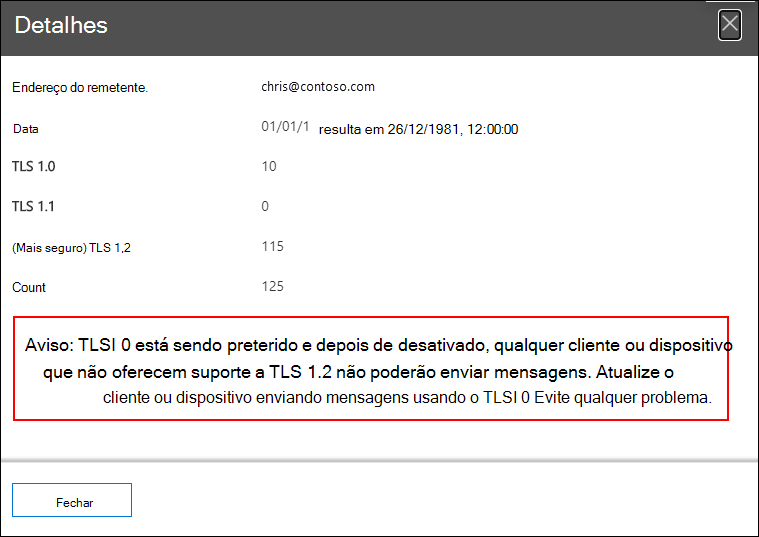 Detalhes
Endereço do remetente. chris@contoso.com
Data 01/01/1 resulta em 26/12/1981, 12:00:00
TLS 1.0 10
TLS 1.1 0
(Mais seguro) TLS 1,2 115
Count 125
Aviso: TLSI 0 está sendo preterido e depois de desativado, qualquer cliente ou dispositivo
que não oferecem suporte a TLS 1.2 não poderão enviar mensagens. Atualize o
cliente ou dispositivo enviando mensagens usando o TLSI 0 Evite qualquer problema.
Fechar